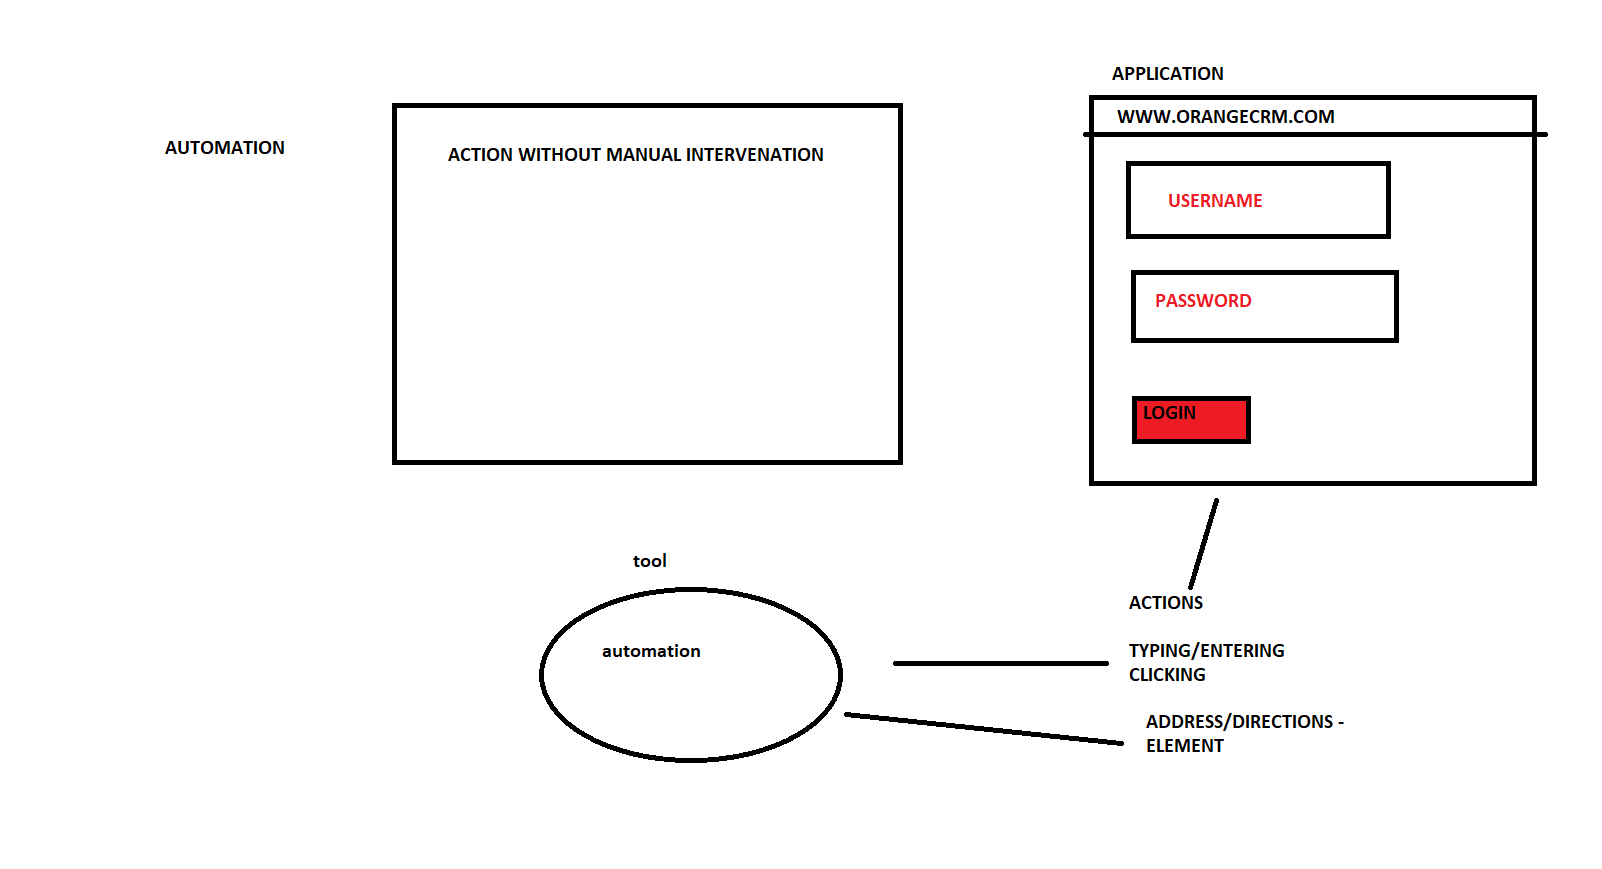 AUTOMATION
ACTION WITHOUT MANUAL INTERVENATION
APPLICATION
WWW.ORANGECRM.COM
USERNAME
PASSWORD
LOGIN
tool
automation
ACTIONS
TYPING/ENTERING
CLICKING
ADDRESS/DIRECTIONS -
ELEMENT